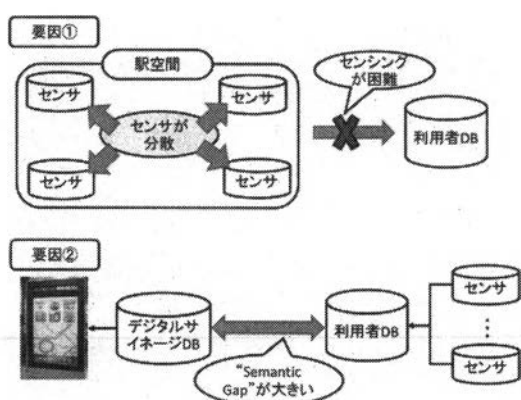 要因①
駅空間
センサ
センサ
センサが
分散
センサ
センサ
センシング
が困難
利用者DB
要因②
デジタルサ
イネージDB
利用者DB
センサ
⋮
センサ
"Semantic
Gap"が大きい